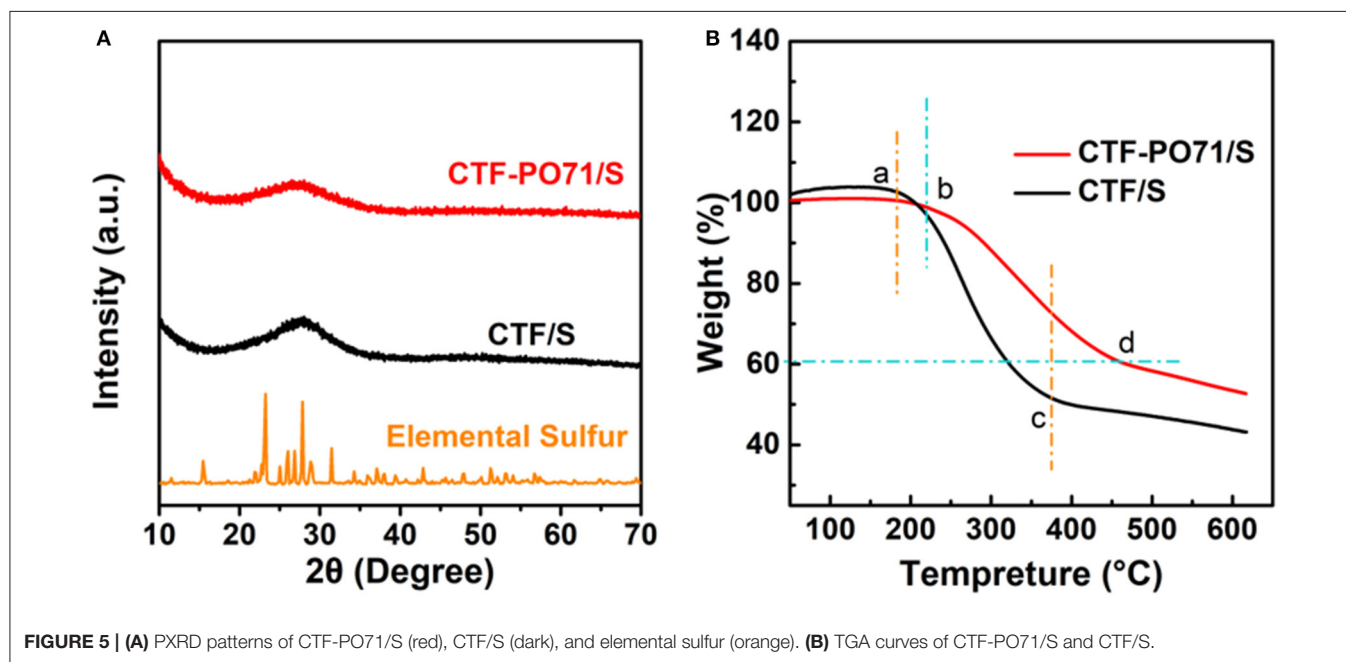 A
Intensity (a.u.)
CTF-PO71/S
CTF/S
Elemental Sulfur
10 20 30 40 50 60 70
2θ (Degree)
B
140
120
100
80
60
40
Weight (%)
a
b
c
d
CTF-PO71/S
CTF/S
100 200 300 400 500 600
Tempreture (°C)
FIGURE 5 | (A) PXRD patterns of CTF-PO71/S (red), CTF/S (dark), and elemental sulfur (orange). (B) TGA curves of CTF-PO71/S and CTF/S.